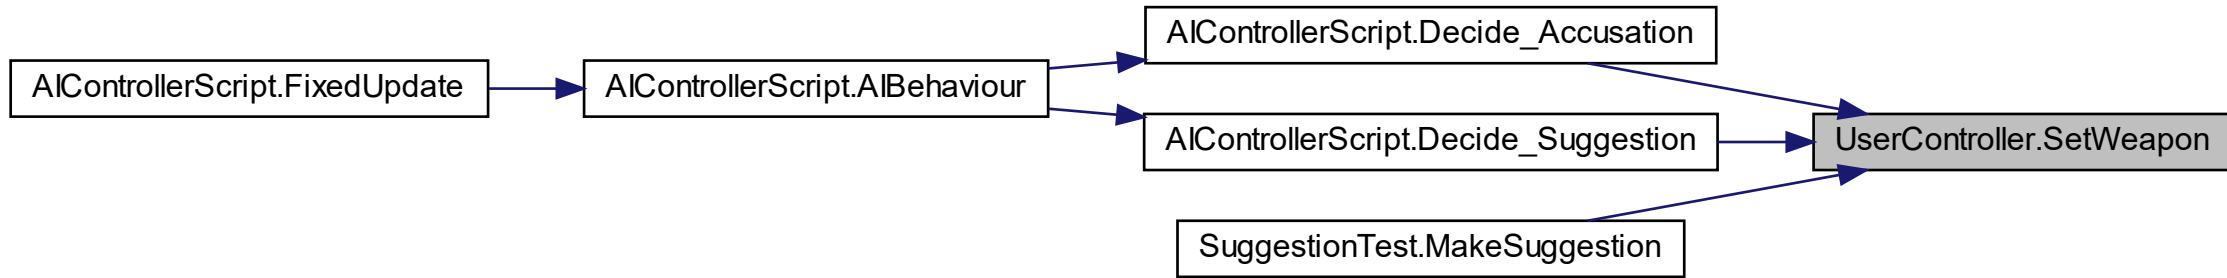 AIControllerScript.Decide_Accusation
AIControllerScript.FixedUpdate
AIControllerScript.AIBehaviour
AIControllerScript.Decide_Suggestion
UserController.SetWeapon
SuggestionTest.MakeSuggestion